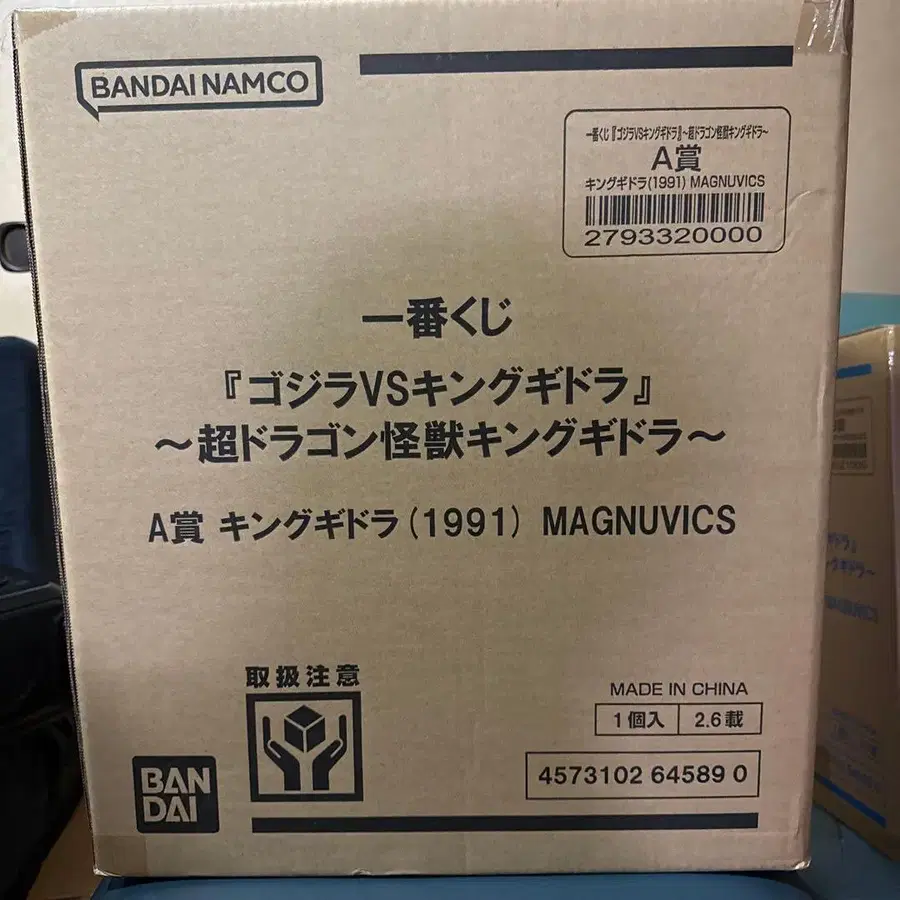 BANDAI NAMCO
一番くじ『ゴジラVSキングギドラ』～超ドラゴン怪獣キングギドラ～
A賞
キングギドラ(1991) MAGNUVICS
2793320000
一番くじ
『ゴジラVSキングギドラ』
～超ドラゴン怪獣キングギドラ～
A賞 キングギドラ(1991) MAGNUVICS
取扱注意
MADE IN CHINA
1個入 2.6載
4573102 64589 0
BAN
DAI